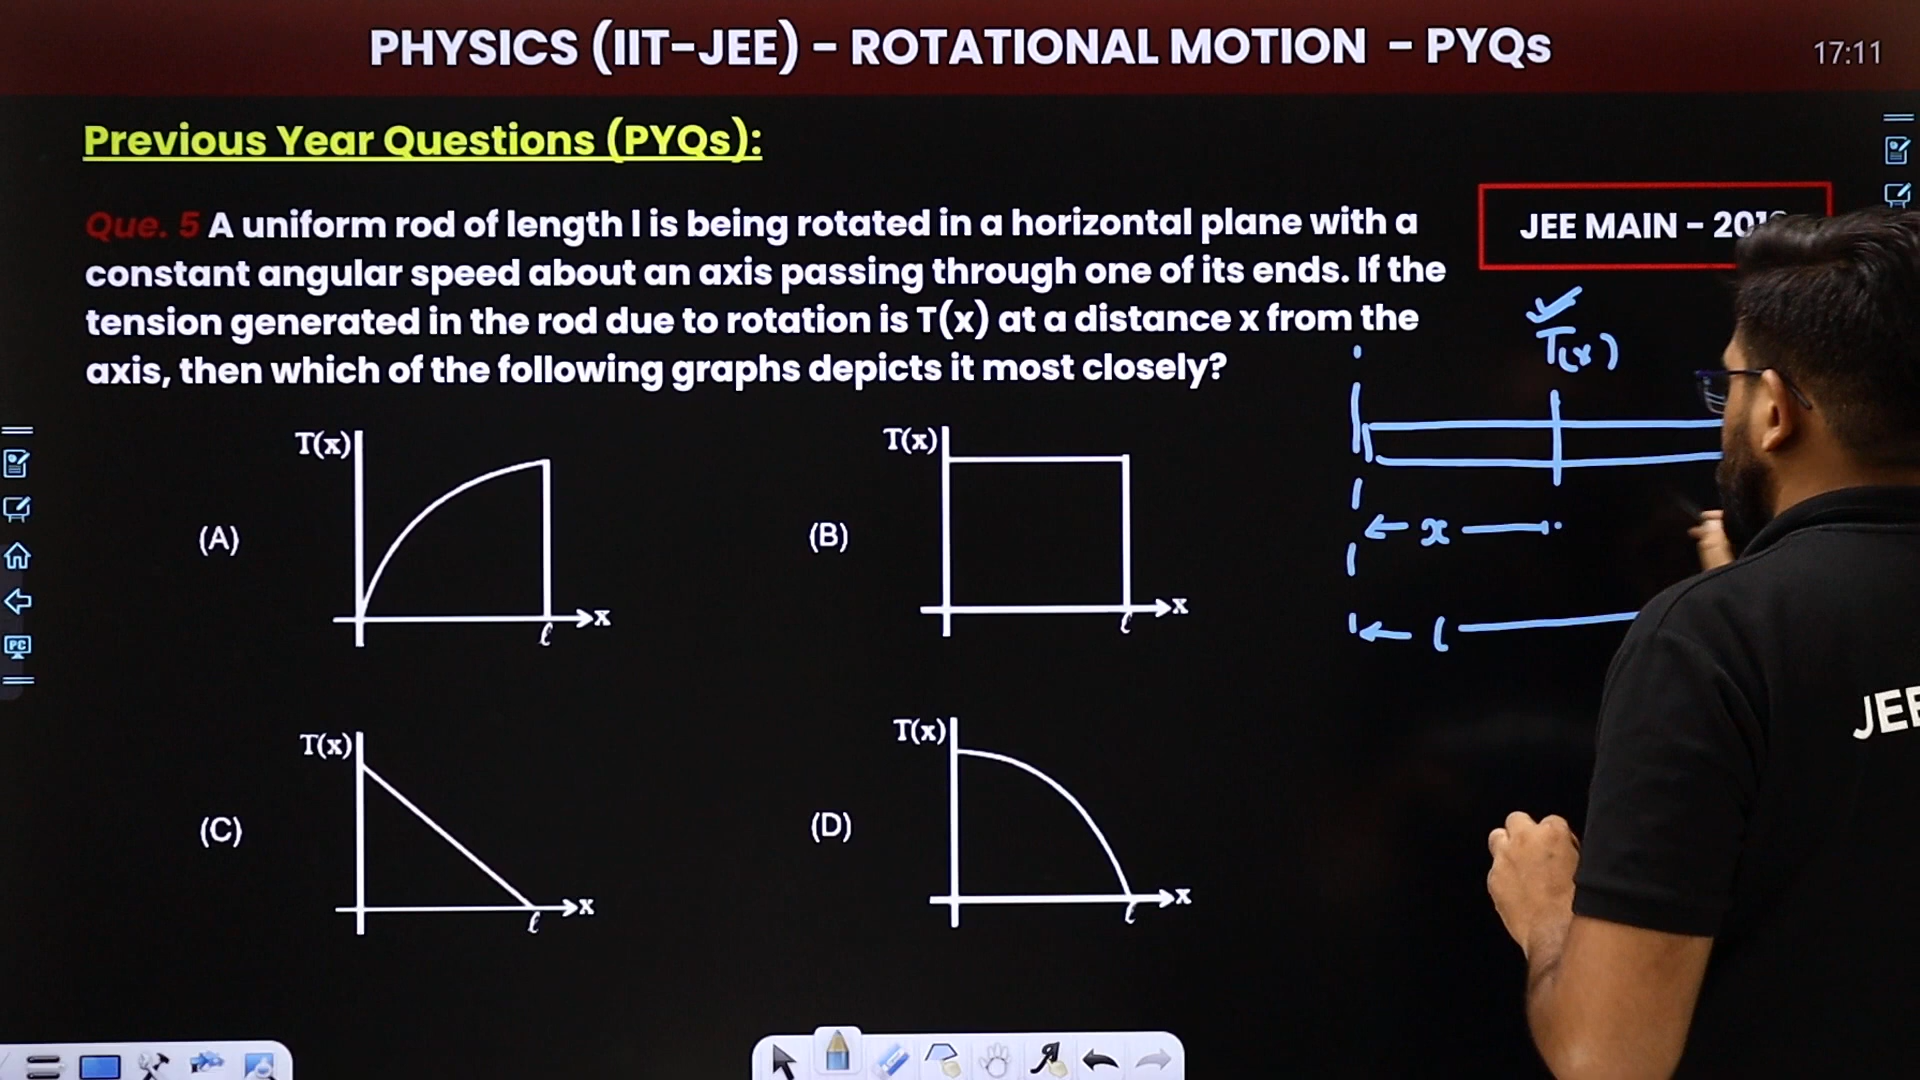 PHYSICS (IIT-JEE) - ROTATIONAL MOTION - PYQs
17:11
Previous Year Questions (PYQs):
JEE MAIN -
Que. 5 A uniform rod of length l is being rotated in a horizontal plane with a
constant angular speed about an axis passing through one of its ends. If the
tension generated in the rod due to rotation is T(x) at a distance x from the
axis, then which of the following graphs depicts it most closely?
T(x)
x
l
(A)
T(x)
x
ℓ
(B)
T(x)
x
ℓ
(C)
T(x)
x
ℓ
(D)
T(x)
x
ℓ
JEE
PC